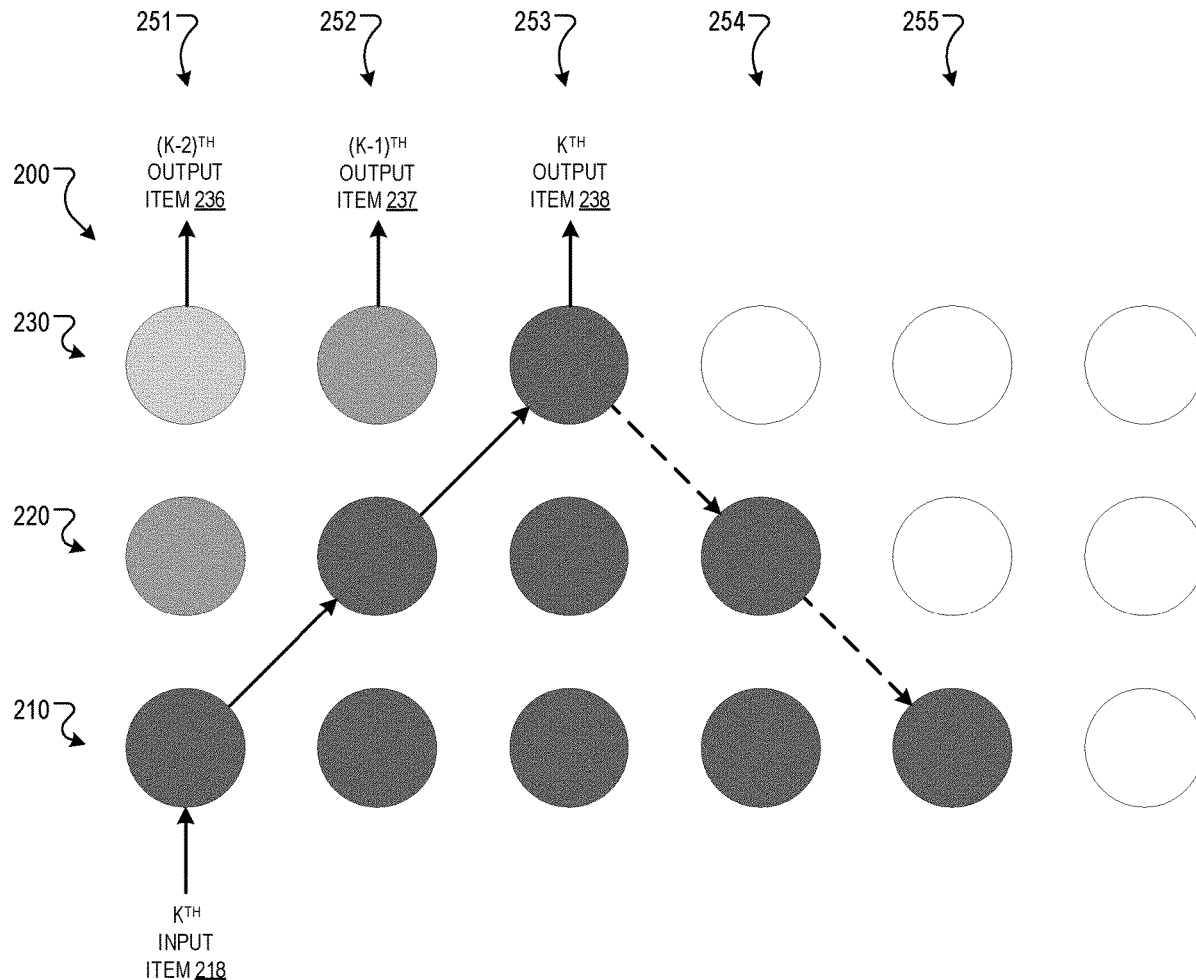 251
252
253
254
255
(K-2)TH
OUTPUT
ITEM 236
(K-1)TH
OUTPUT
ITEM 237
KTH
OUTPUT
ITEM 238
200
230
220
210
KTH
INPUT
ITEM 218